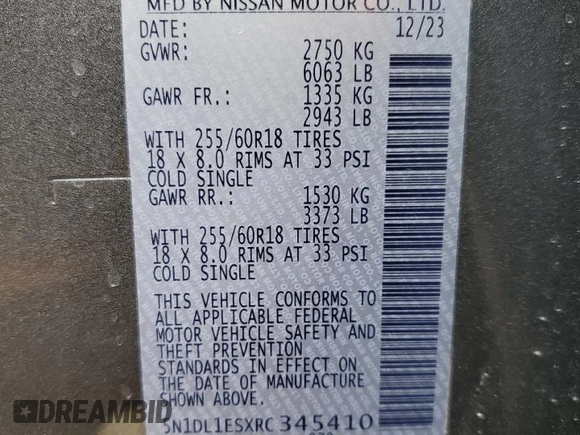 MFD BY NISSAN MOTOR CO., LTD.
DATE: 12/23
GVWR: 2750 KG
6063 LB
GAWR FR.: 1335 KG
2943 LB
WITH 255/60R18 TIRES
18 X 8.0 RIMS AT 33 PSI
COLD SINGLE
GAWR RR.: 1530 KG
3373 LB
WITH 255/60R18 TIRES
18 X 8.0 RIMS AT 33 PSI
COLD SINGLE
THIS VEHICLE CONFORMS TO
ALL APPLICABLE FEDERAL
MOTOR VEHICLE SAFETY AND
THEFT PREVENTION
STANDARDS IN EFFECT ON
THE DATE OF MANUFACTURE
SHOWN ABOVE.
5N1DL1ESXRC345410
DREAMBID